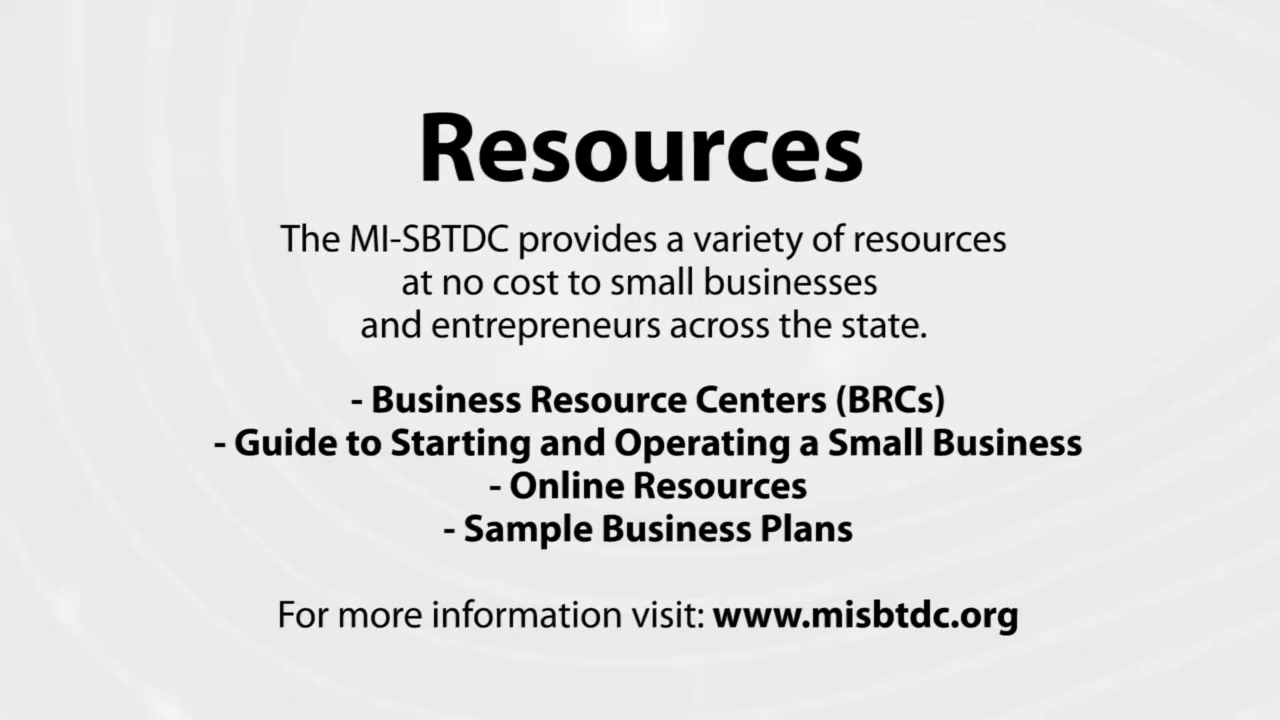 Resources
The MI-SBTDC provides a variety of resources
at no cost to small businesses
and entrepreneurs across the state.
- Business Resource Centers (BRCs)
- Guide to Starting and Operating a Small Business
- Online Resources
- Sample Business Plans
For more information visit: www.misbtdc.org